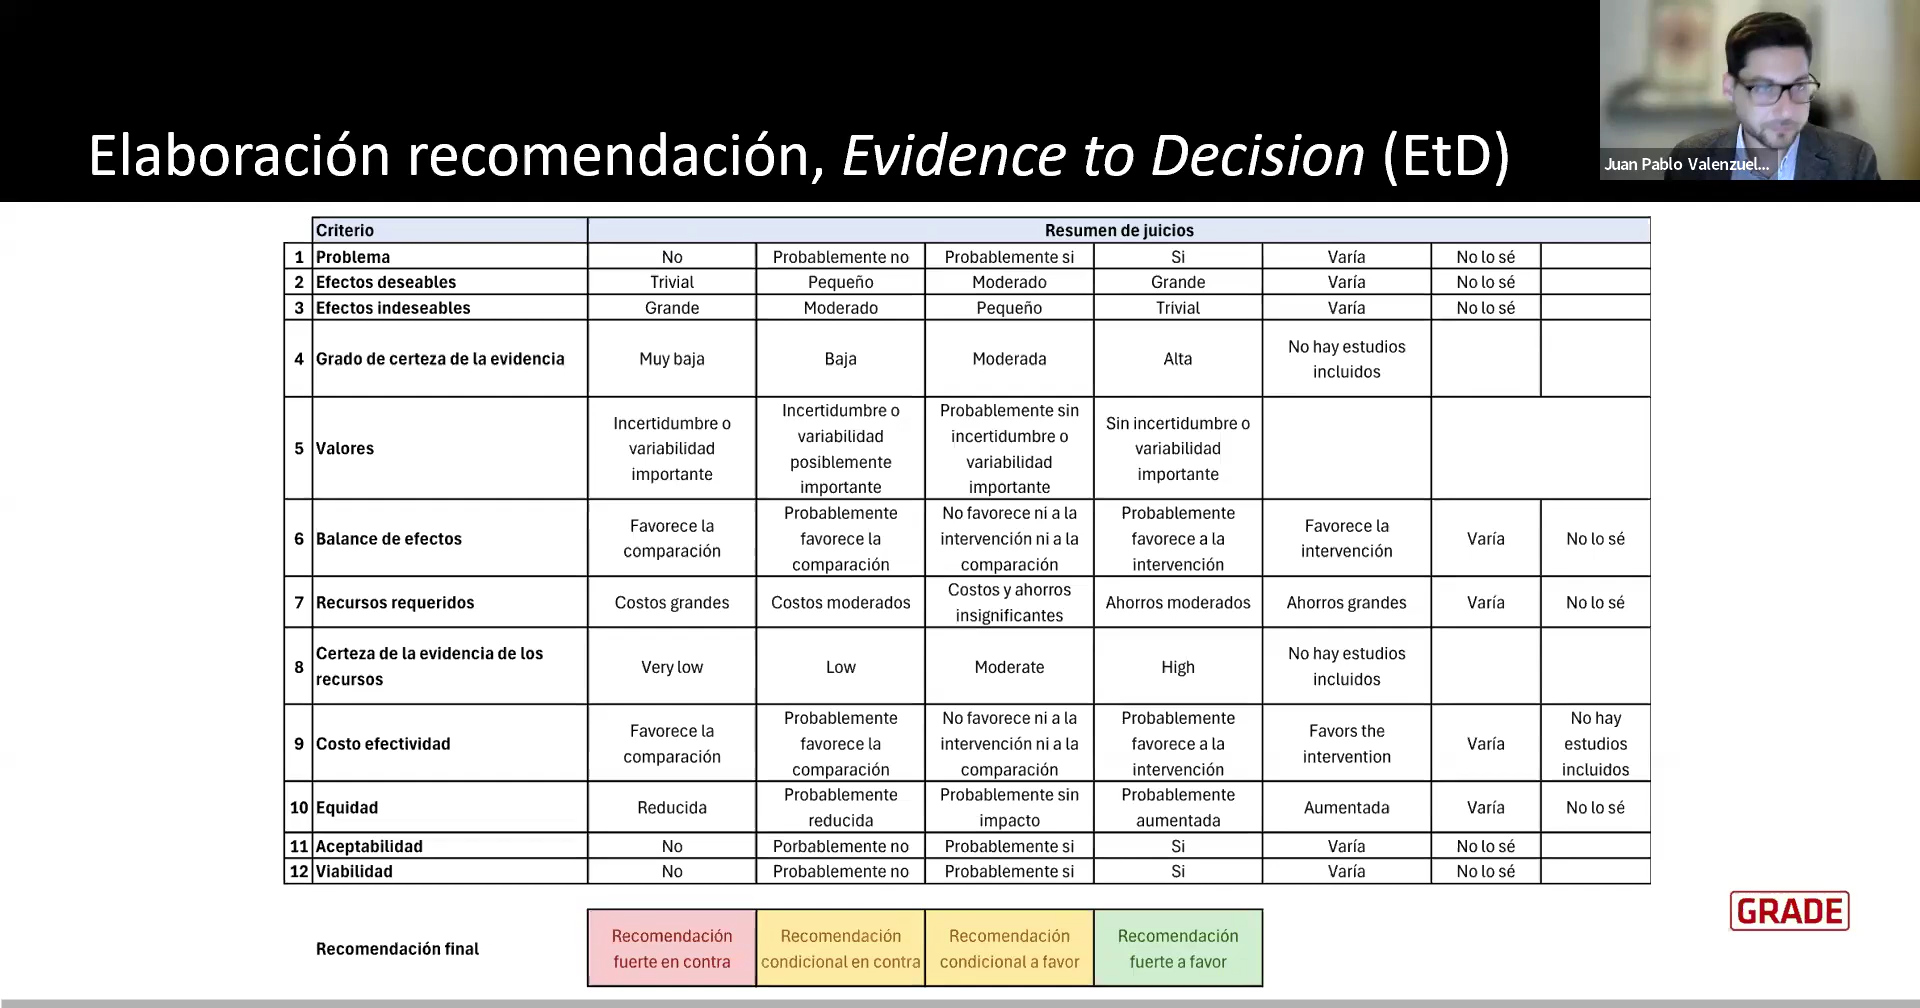 Elaboración recomendación, Evidence to Decision (EtD)
Juan Pablo Valenzuel...
Criterio Resumen de juicios
1 Problema No Probablemente no Probablemente si Si Varía No lo sé
2 Efectos deseables Trivial Pequeño Moderado Grande Varía No lo sé
3 Efectos indeseables Grande Moderado Pequeño Trivial Varía No lo sé
4 Grado de certeza de la evidencia Muy baja Baja Moderada Alta No hay estudios incluidos
5 Valores Incertidumbre o variabilidad importante Incertidumbre o variabilidad posiblemente importante Probablemente sin incertidumbre o variabilidad importante Sin incertidumbre o variabilidad importante
6 Balance de efectos Favorece la comparación Probablemente favorece la comparación No favorece ni a la intervención ni a la comparación Probablemente favorece a la intervención Favorece la intervención Varía No lo sé
7 Recursos requeridos Costos grandes Costos moderados Costos y ahorros insignificantes Ahorros moderados Ahorros grandes Varía No lo sé
8 Certeza de la evidencia de los recursos Very low Low Moderate High No hay estudios incluidos
9 Costo efectividad Favorece la comparación Probablemente favorece la comparación No favorece ni a la intervención ni a la comparación Probablemente favorece a la intervención Favors the intervention Varía No hay estudios incluidos
10 Equidad Reducida Probablemente reducida Probablemente sin impacto Probablemente aumentada Aumentada Varía No lo sé
11 Aceptabilidad No Porbablemente no Probablemente si Si Varía No lo sé
12 Viabilidad No Probablemente no Probablemente si Si Varía No lo sé
GRADE
Recomendación final Recomendación fuerte en contra Recomendación condicional en contra Recomendación condicional a favor Recomendación fuerte a favor